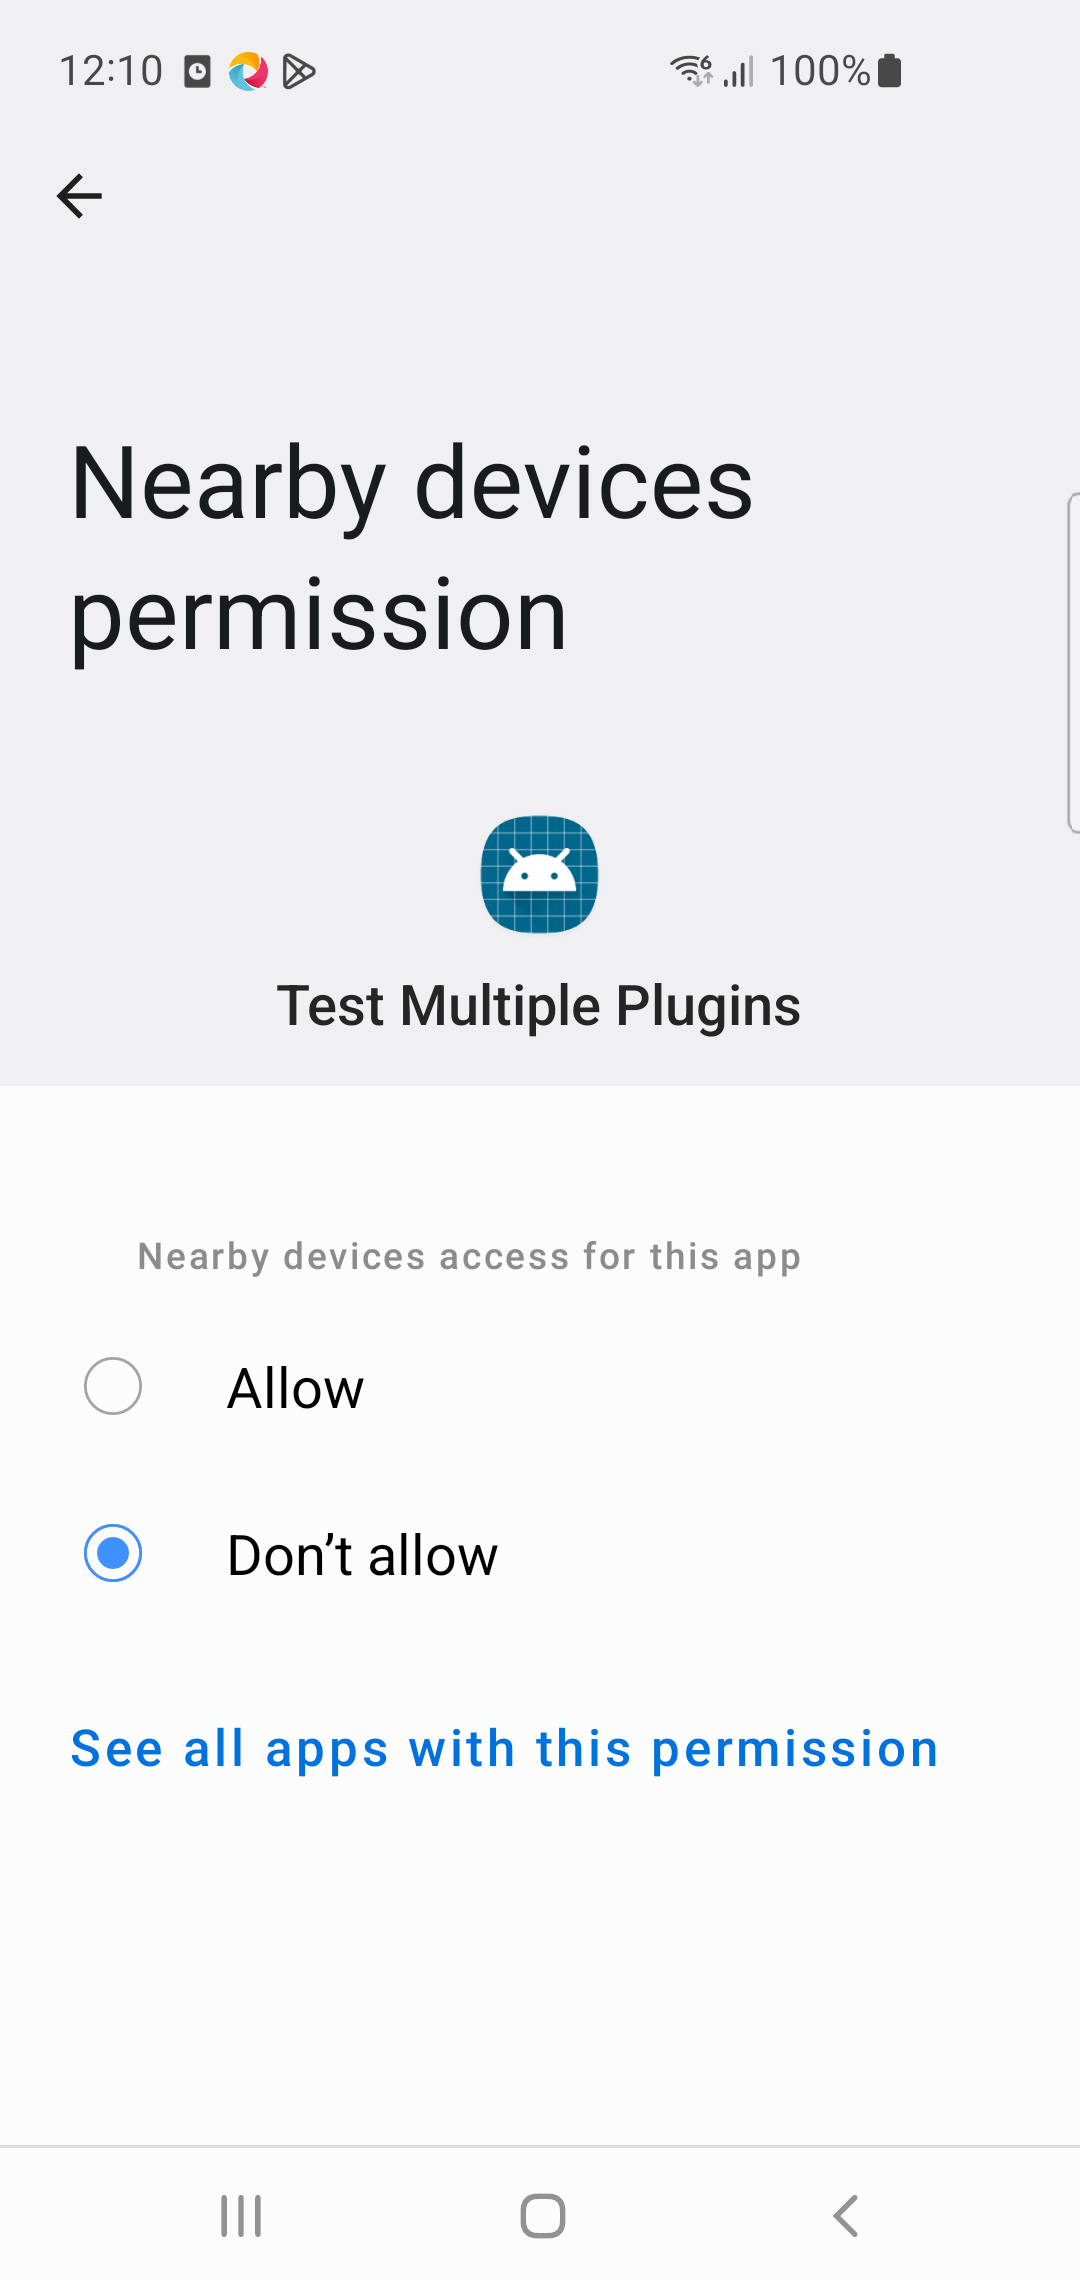 12:10 6 100%
Nearby devices
permission
Test Multiple Plugins
Nearby devices access for this app
Allow
Don’t allow
See all apps with this permission